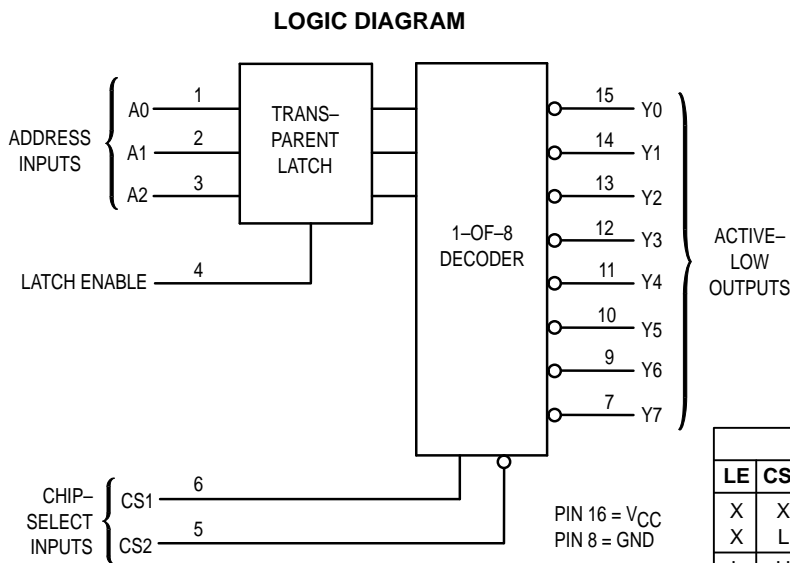 LOGIC DIAGRAM
ADDRESS
INPUTS
A0
1
A1
2
A2
3
TRANS–
PARENT
LATCH
LATCH ENABLE
4
1–OF–8
DECODER
15
Y0
14
Y1
13
Y2
12
Y3
11
Y4
10
Y5
9
Y6
7
Y7
ACTIVE–
LOW
OUTPUTS
CHIP–
SELECT
INPUTS
CS1
6
CS2
5
PIN 16 = VCC
PIN 8 = GND
LE CS
X X
X L